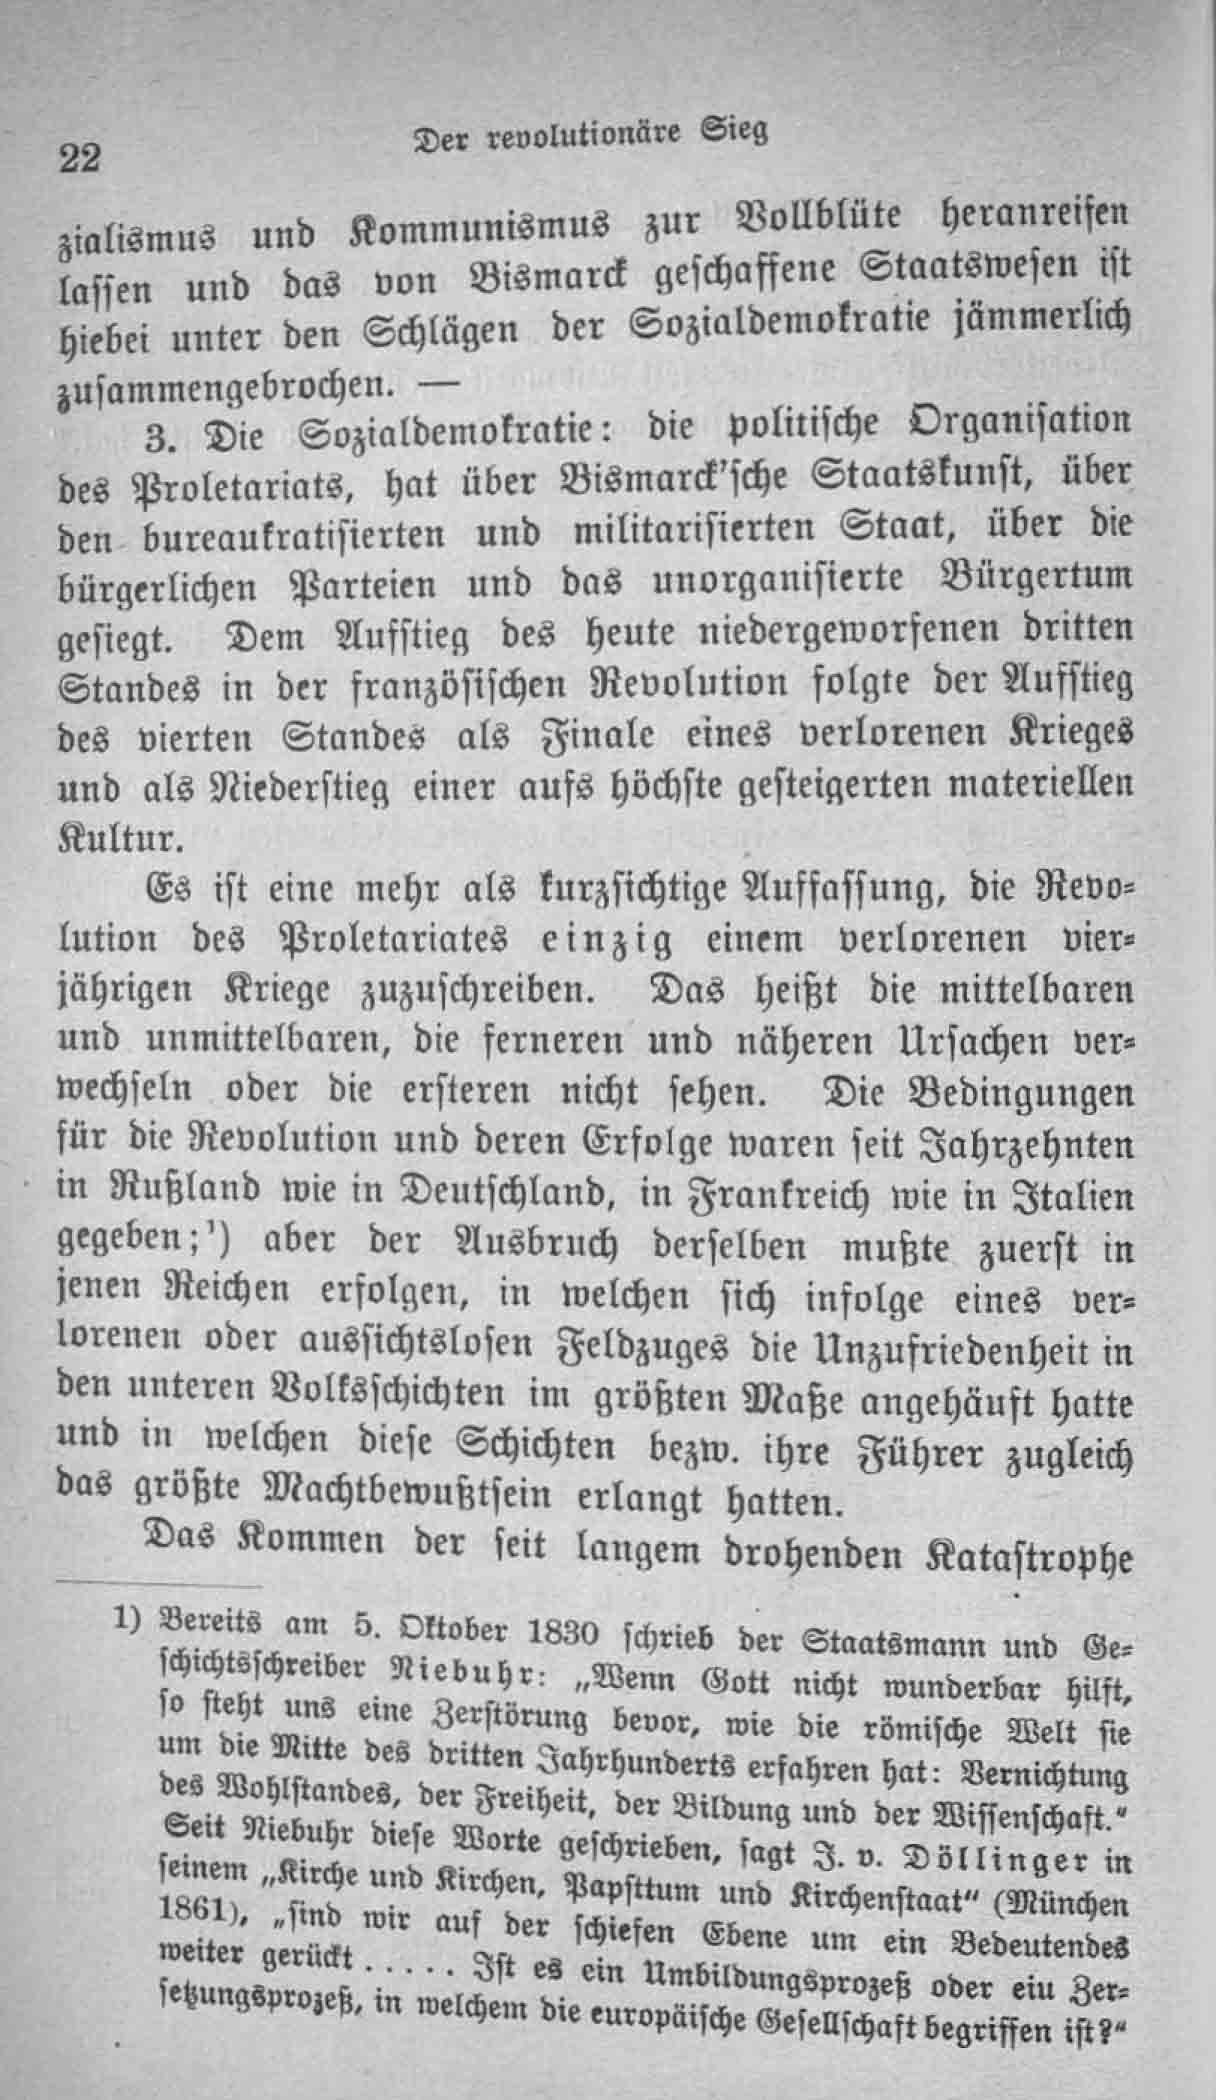 22
Der revolutionäre Sieg
zialismus und Kommunismus zur Vollblüte heranreifen
lassen und das von Bismarck geschaffene Staatswesen ist
hiebei unter den Schlägen der Sozialdemokratie jämmerlich
zusammengebrochen. —
3. Die Sozialdemokratie: die politische Organisation
des Proletariats, hat über Bismarck'sche Staatskunst, über
den bureaukratisierten und militarisierten Staat, über die
bürgerlichen Parteien und das unorganisierte Bürgertum
gesiegt. Dem Aufstieg des heute niedergeworfenen dritten
Standes in der französischen Revolution folgte der Aufstieg
des vierten Standes als Finale eines verlorenen Krieges
und als Niederstieg einer aufs höchste gesteigerten materiellen
Kultur.
Es ist eine mehr als kurzsichtige Auffassung, die Revo-
lution des Proletariates einzig einem verlorenen vier-
jährigen Kriege zuzuschreiben. Das heißt die mittelbaren
und unmittelbaren, die ferneren und näheren Ursachen ver-
wechseln oder die ersteren nicht sehen. Die Bedingungen
für die Revolution und deren Erfolge waren seit Jahrzehnten
in Rußland wie in Deutschland, in Frankreich wie in Italien
gegeben;¹) aber der Ausbruch derselben mußte zuerst in
jenen Reichen erfolgen, in welchen sich infolge eines ver-
lorenen oder aussichtslosen Feldzuges die Unzufriedenheit in
den unteren Volksschichten im größten Maße angehäuft hatte
und in welchen diese Schichten bezw. ihre Führer zugleich
das größte Machtbewußtsein erlangt hatten.
Das Kommen der seit langem drohenden Katastrophe
1) Bereits am 5. Oktober 1830 schrieb der Staatsmann und Ge-
schichtsschreiber Niebuhr: „Wenn Gott nicht wunderbar hilft,
so steht uns eine Zerstörung bevor, wie die römische Welt sie
um die Mitte des dritten Jahrhunderts erfahren hat: Vernichtung
des Wohlstandes, der Freiheit, der Bildung und der Wissenschaft."
Seit Niebuhr diese Worte geschrieben, sagt J. v. Döllinger in
seinem „Kirche und Kirchen, Papsttum und Kirchenstaat" (München
1861), „sind wir auf der schiefen Ebene um ein Bedeutendes
weiter gerückt ..... Ist es ein Umbildungsprozeß oder eiu Zer-
setzungsprozeß, in welchem die europäische Gesellschaft begriffen ist?"